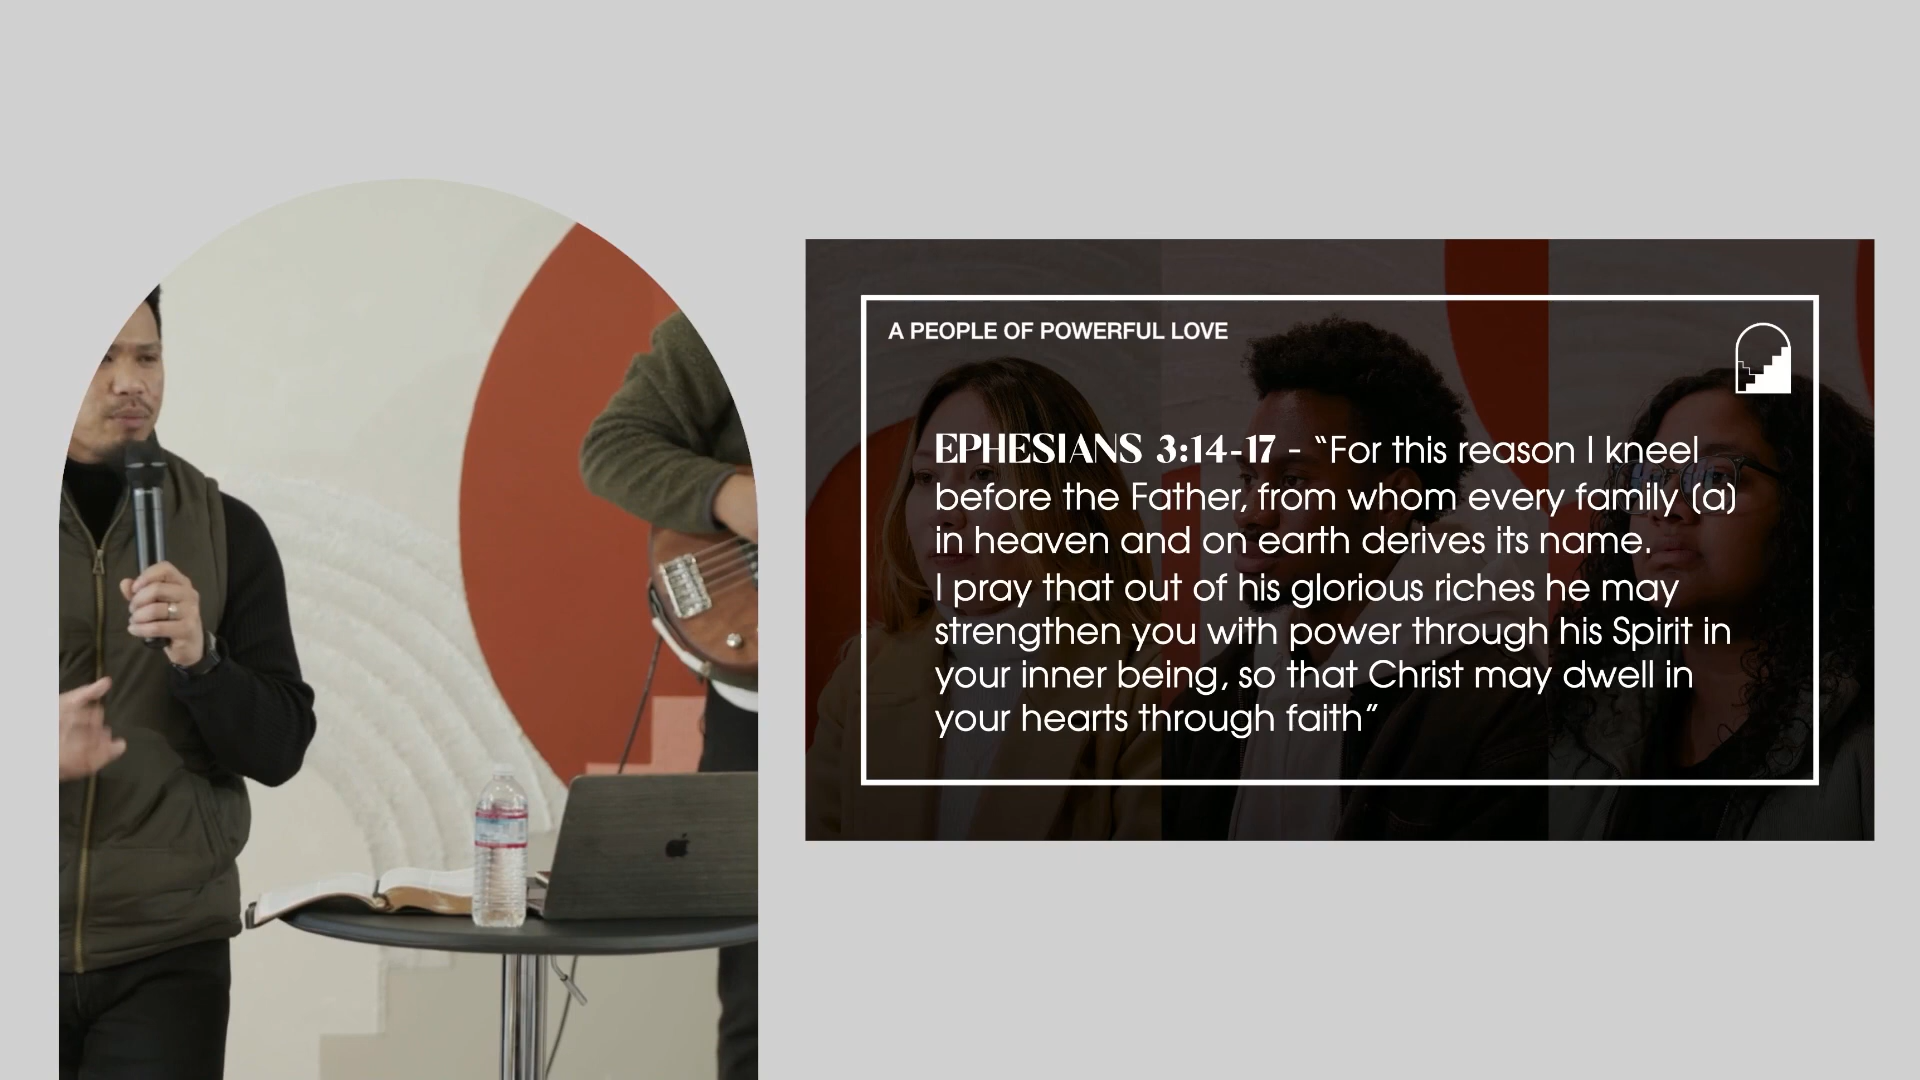 A PEOPLE OF POWERFUL LOVE
EPHESIANS 3:14-17 - “For this reason I kneel
before the Father, from whom every family (a)
in heaven and on earth derives its name.
I pray that out of his glorious riches he may
strengthen you with power through his Spirit in
your inner being, so that Christ may dwell in
your hearts through faith”